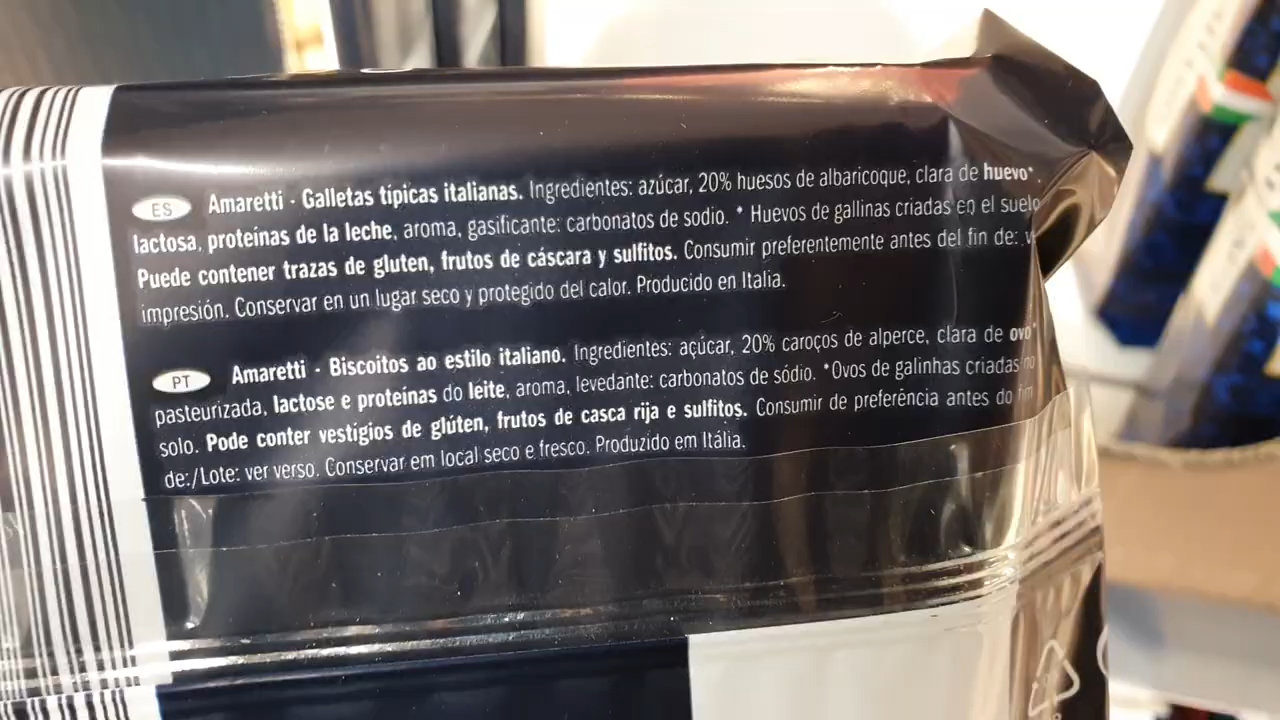 ES Amaretti - Galletas típicas italianas. Ingredientes: azúcar, 20% huesos de albaricoque, clara de huevo*,
lactosa, proteínas de la leche, aroma, gasificante: carbonatos de sodio. * Huevos de gallinas criadas en el suelo
Puede contener trazas de gluten, frutos de cáscara y sulfitos. Consumir preferentemente antes del fin de:
impresión. Conservar en un lugar seco y protegido del calor. Producido en Italia.
PT Amaretti - Biscoitos ao estilo italiano. Ingredientes: açúcar, 20% caroços de alperce, clara de ovo*
pasteurizada, lactose e proteínas do leite, aroma, levedante: carbonatos de sódio. *Ovos de galinhas criadas no
solo. Pode conter vestígios de glúten, frutos de casca rija e sulfitos. Consumir de preferência antes do fim
de:/Lote: ver verso. Conservar em local seco e fresco. Produzido em Itália.